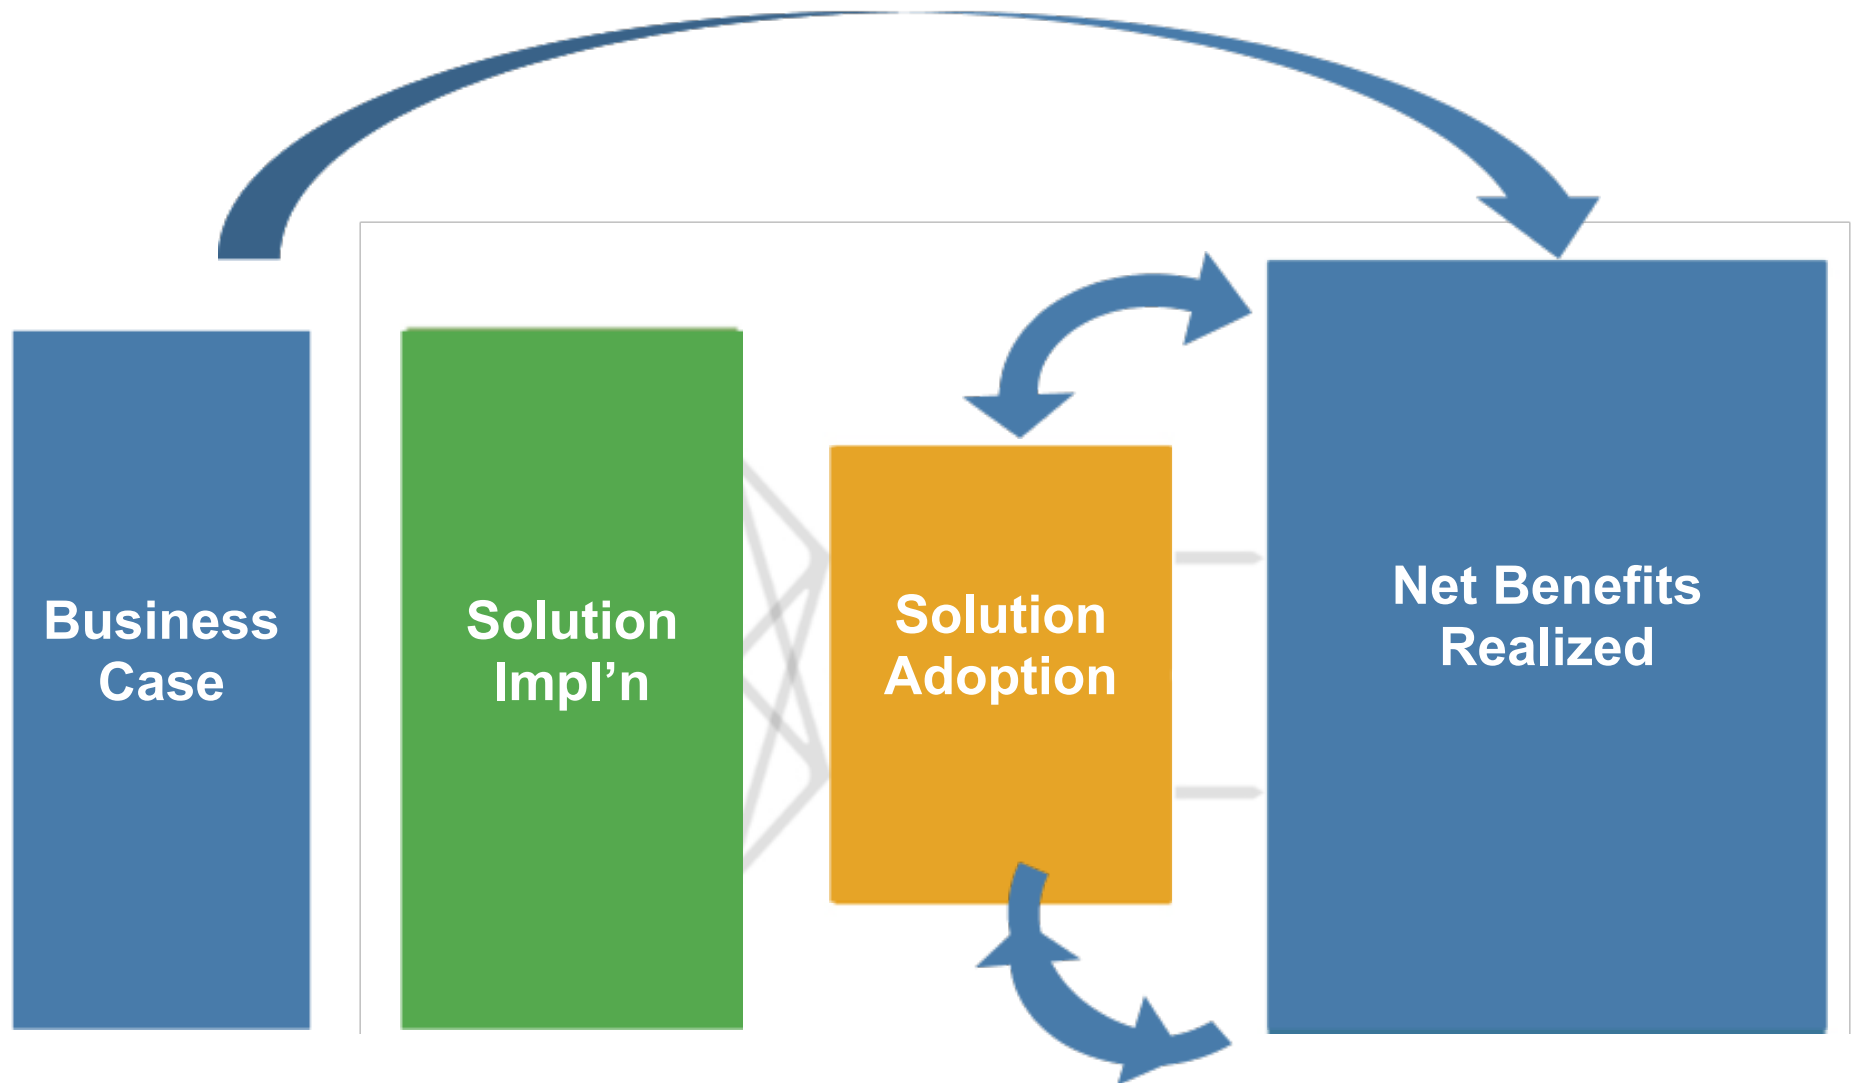 Business
Case
Solution
Impl’n
Solution
Adoption
Net Benefits
Realized